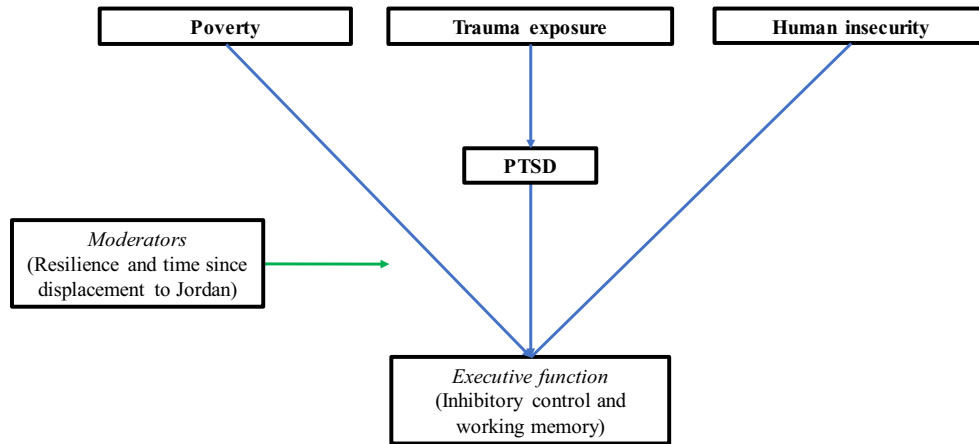 Poverty
Trauma exposure
Human insecurity
PTSD
Moderators
(Resilience and time since
displacement to Jordan)
Executive function
(Inhibitory control and
working memory)